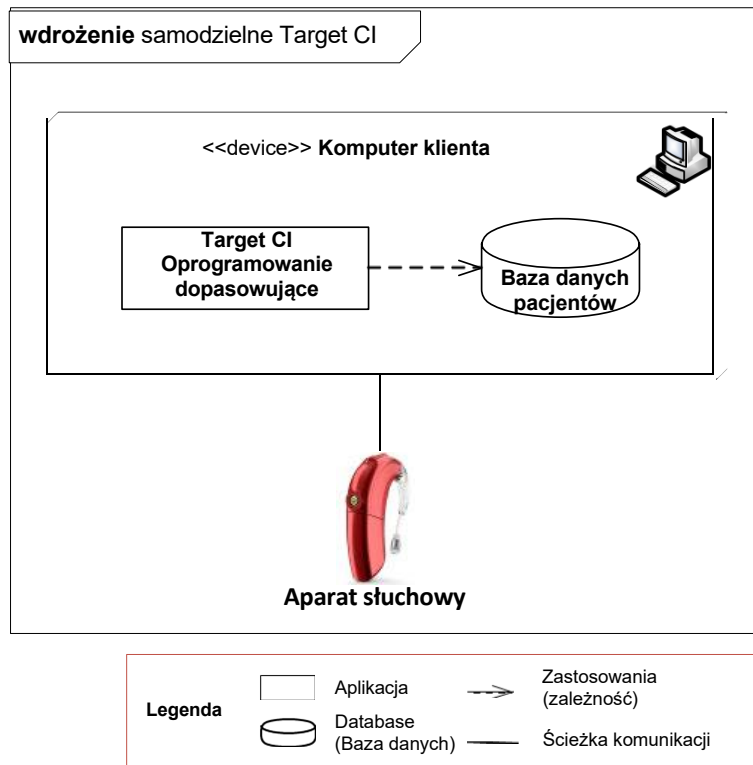 wdrożenie samodzielne Target CI
<<device>> Komputer klienta
Target CI
Oprogramowanie
dopasowujące
Baza danych
pacjentów
Aparat słuchowy
Legenda
Aplikacja
Database
(Baza danych)
Zastosowania
(zależność)
Ścieżka komunikacji